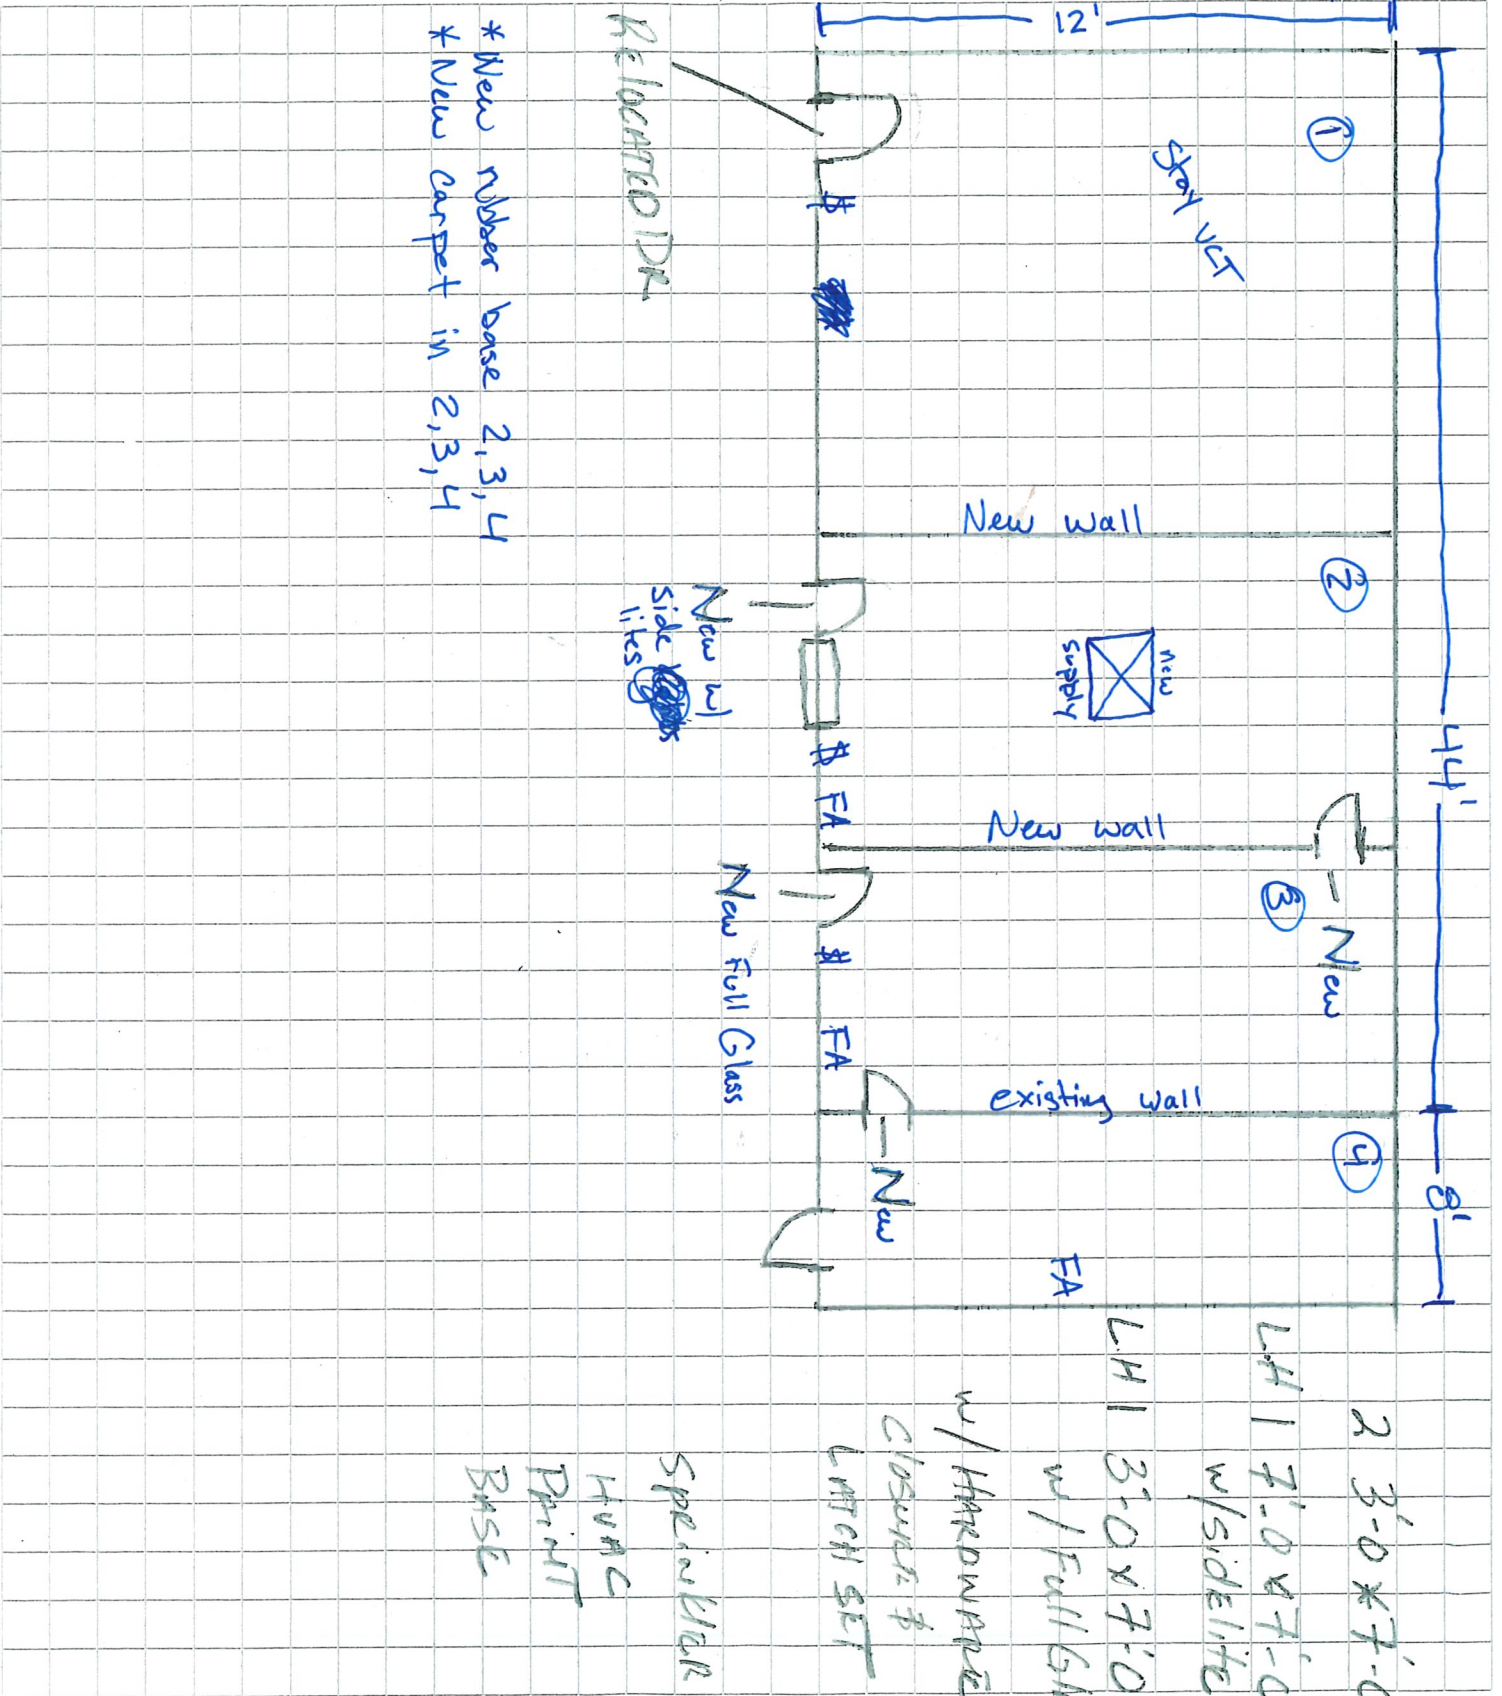 44'
8'
12'
1
Stay VCT
New wall
2
new
supply
New wall
3
New
existing wall
4
New
FA
$
$
FA
$
FA
RELOCATED DR
New w/
side
lites
New Full Glass
* New rubber base 2,3,4
* New carpet in 2,3,4
2 3'-0 x 7'-0
LH 1 7'-0 x 7'-0
w/sidelite
LH 1 3'-0 x 7'-0
w/Full Gl
w/HARDWARE
LATCH SET
SPRINKLER
HVAC
PAINT
BASE